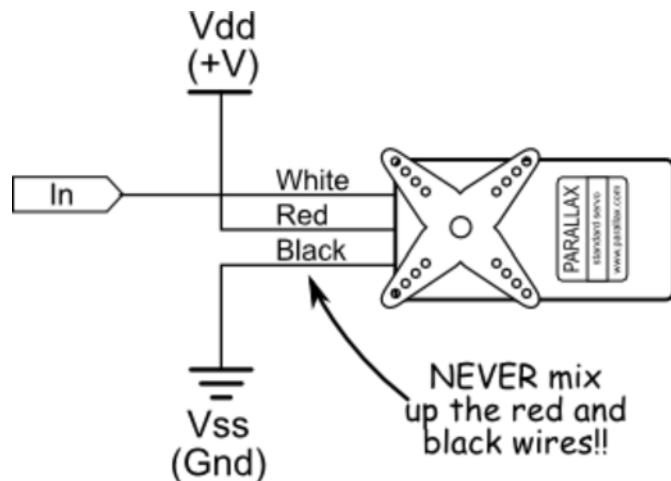 Vdd
(+V)
In
White
Red
Black
PARALLAX
standard servo
www.parallax.com
NEVER mix
up the red and
black wires!!
Vss
(Gnd)